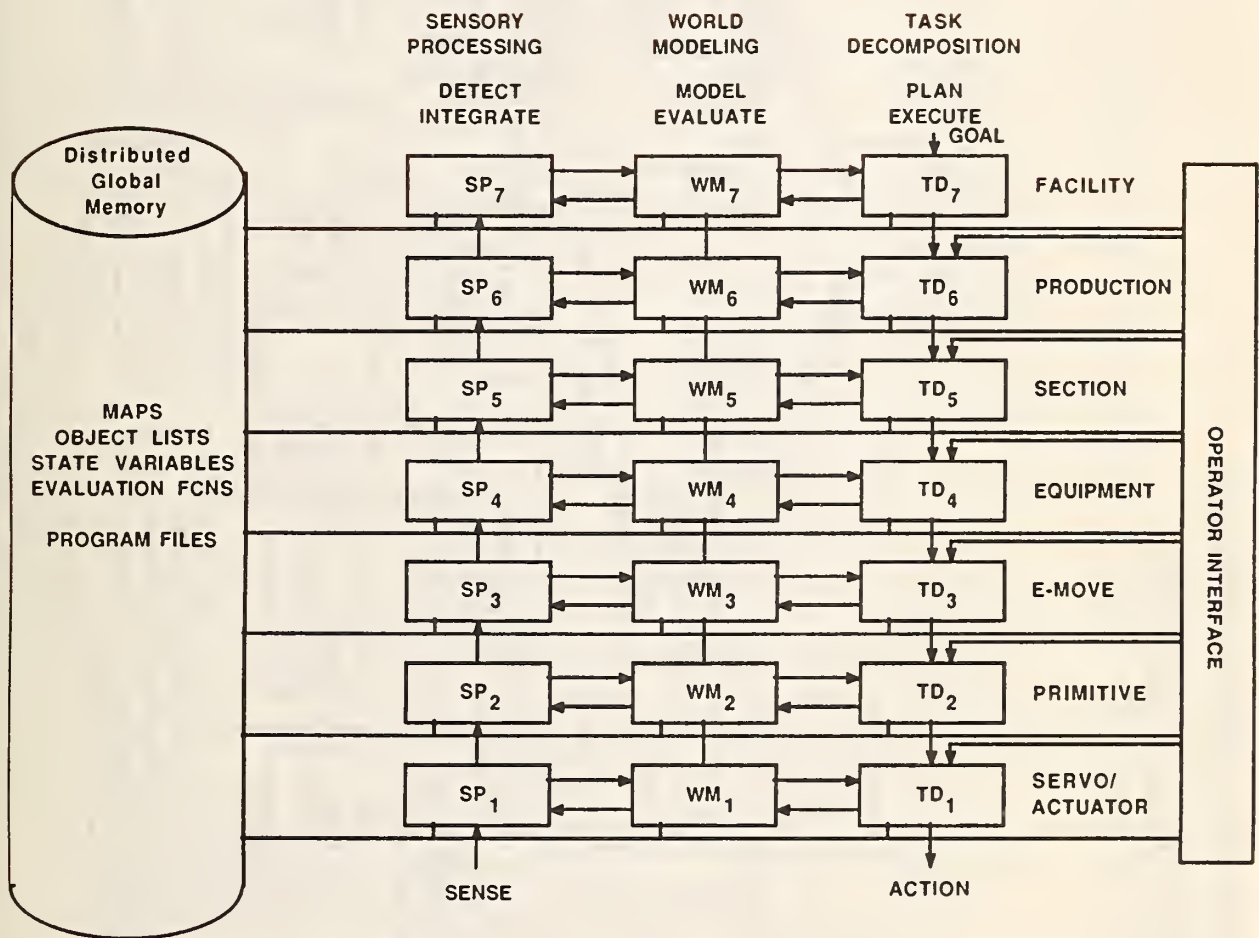 SENSORY
PROCESSING
WORLD
MODELING
TASK
DECOMPOSITION
DETECT
INTEGRATE
MODEL
EVALUATE
PLAN
EXECUTE
GOAL
Distributed
Global
Memory
MAPS
OBJECT LISTS
STATE VARIABLES
EVALUATION FCNS
PROGRAM FILES
SP7 WM7 TD7 FACILITY
SP6 WM6 TD6 PRODUCTION
SP5 WM5 TD5 SECTION
SP4 WM4 TD4 EQUIPMENT
SP3 WM3 TD3 E-MOVE
SP2 WM2 TD2 PRIMITIVE
SP1 WM1 TD1 SERVO/
ACTUATOR
SENSE
ACTION
OPERATOR INTERFACE